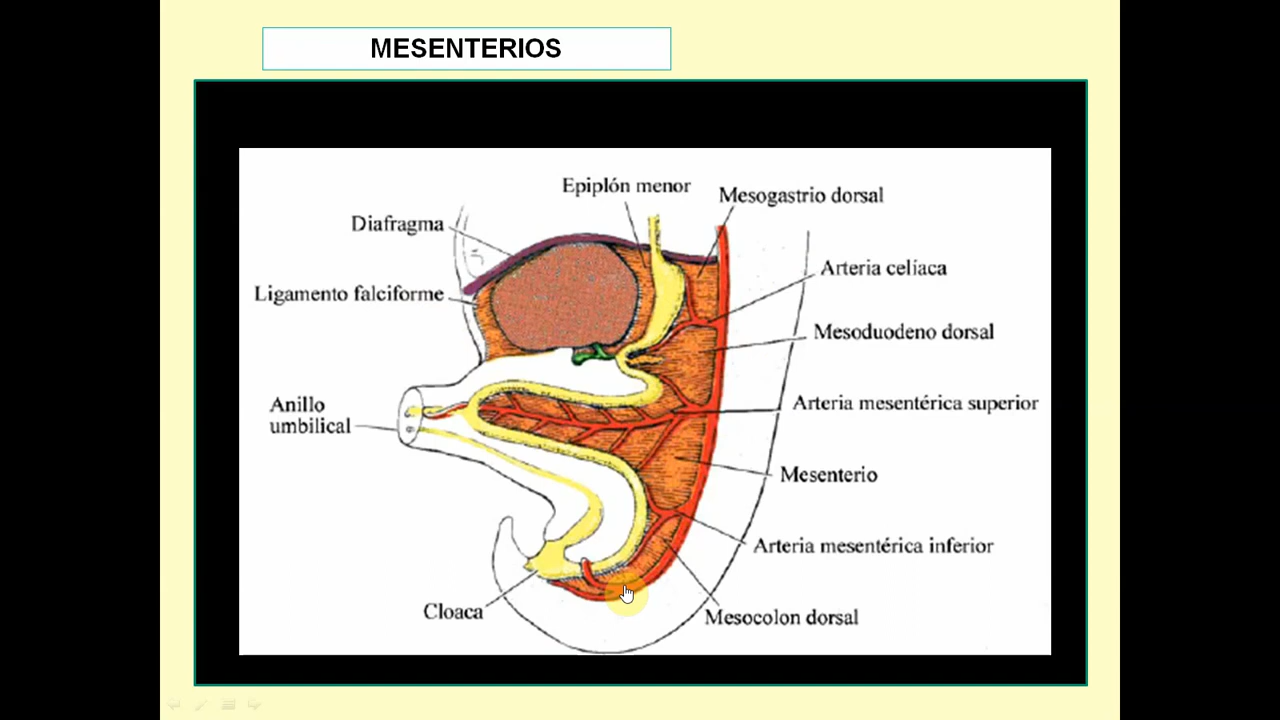 MESENTERIOS
Epiplón menor
Mesogastrio dorsal
Diafragma
Arteria celíaca
Ligamento falciforme
Mesoduodeno dorsal
Anillo
umbilical
Arteria mesentérica superior
Mesenterio
Arteria mesentérica inferior
Cloaca
Mesocolon dorsal